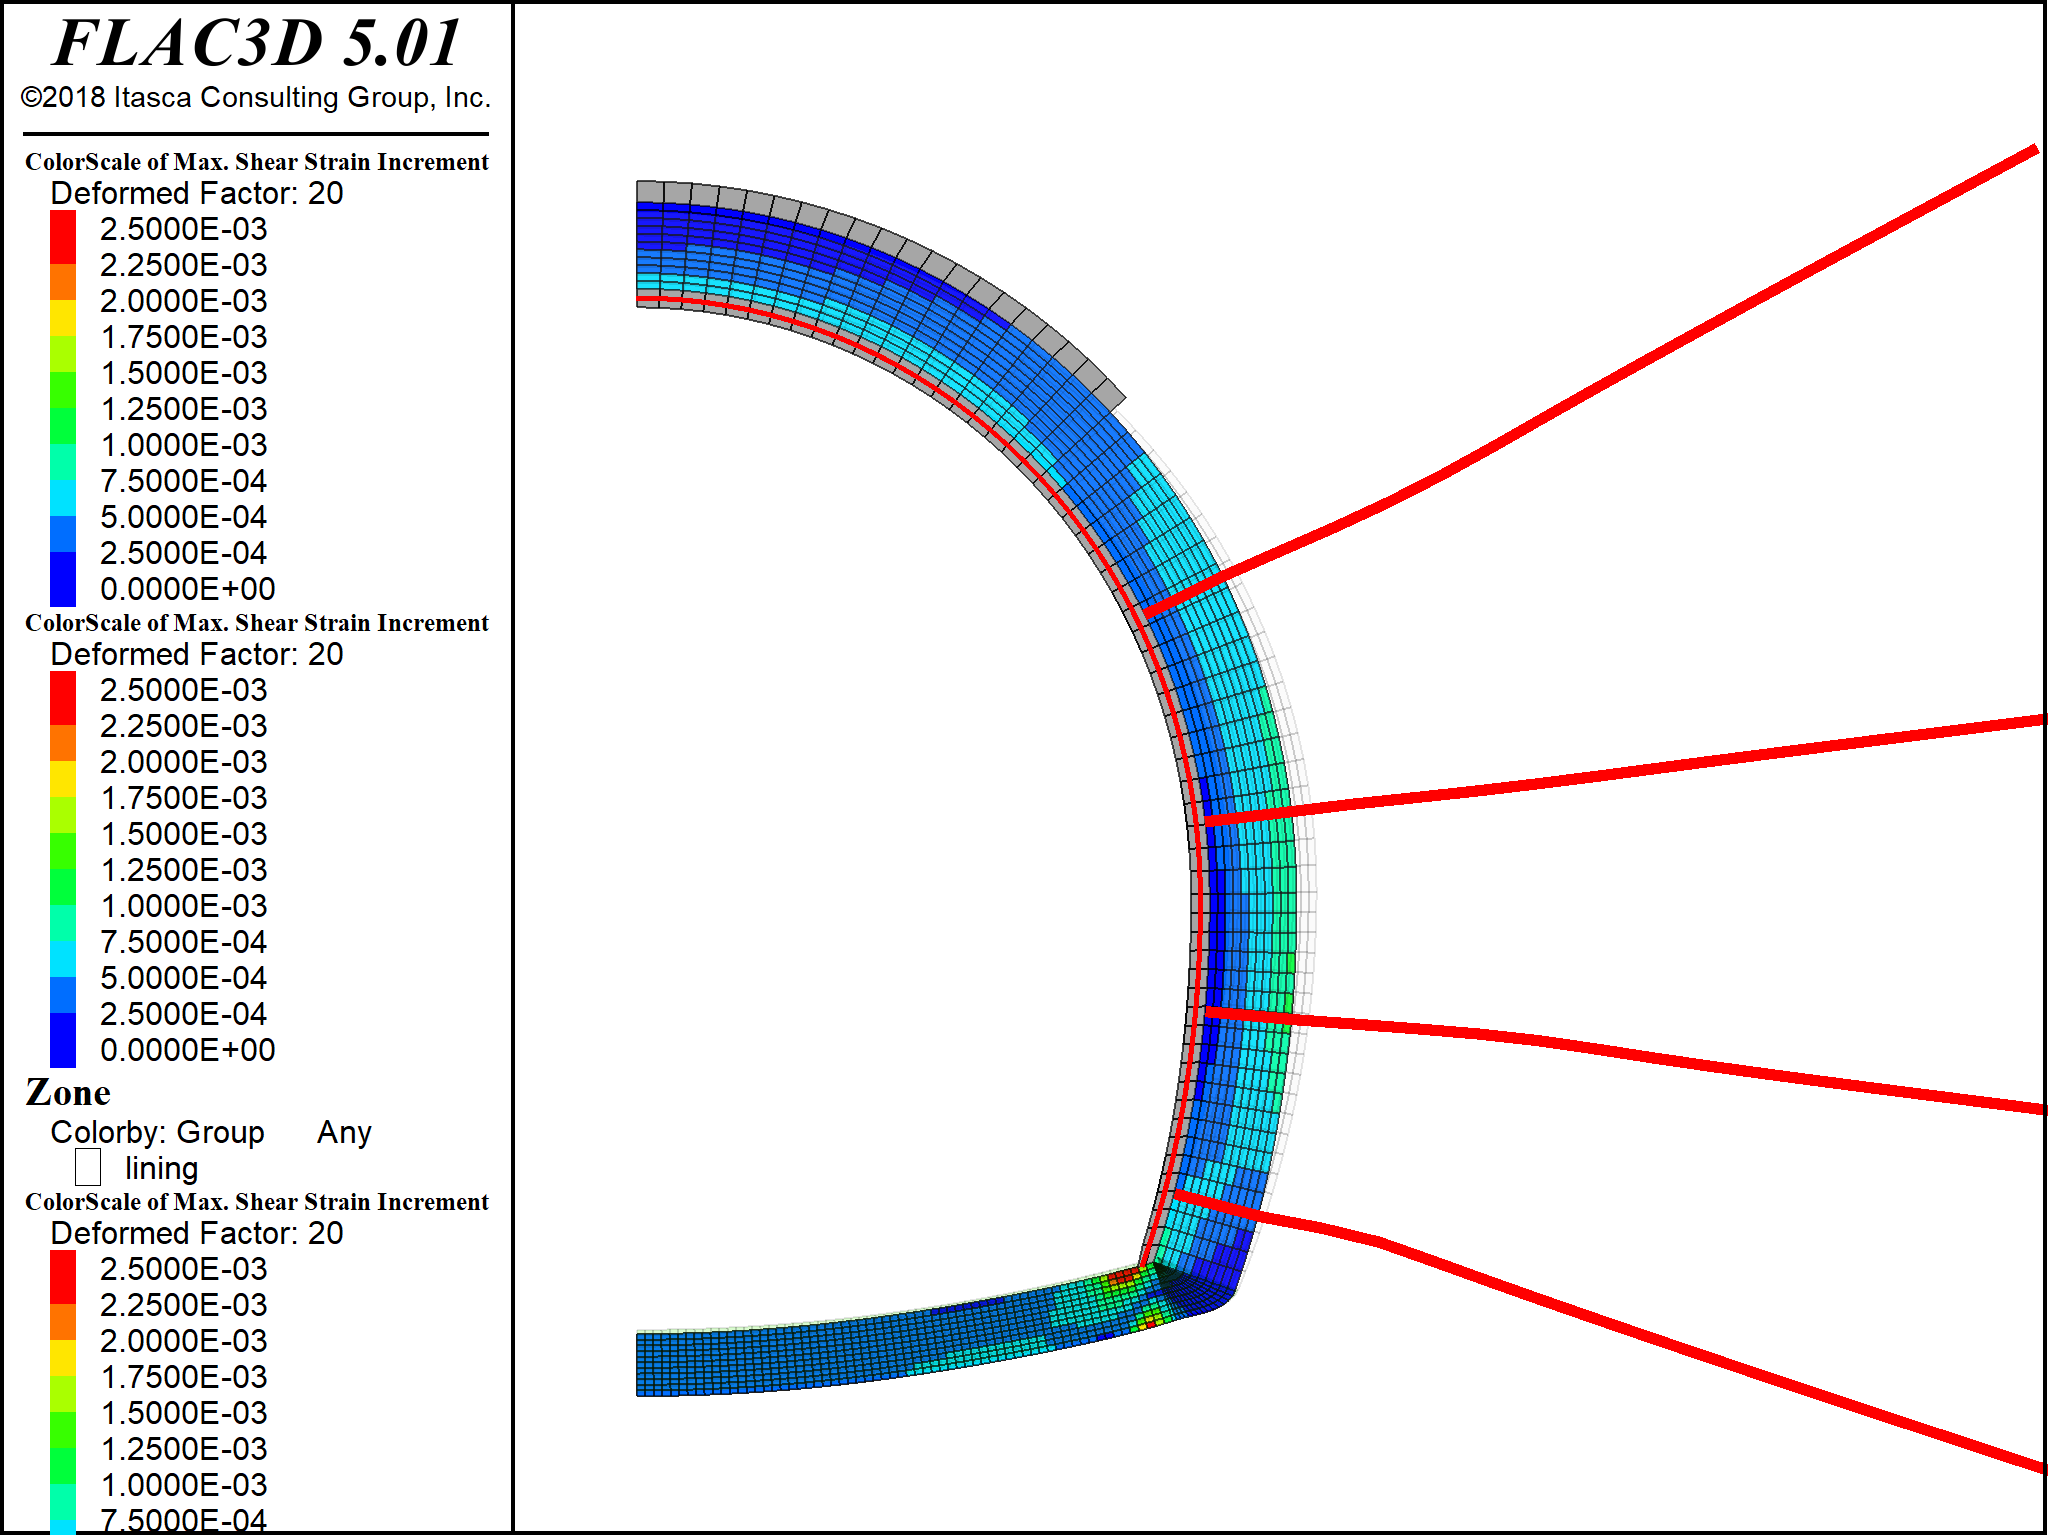 FLAC3D 5.01
©2018 Itasca Consulting Group, Inc.
ColorScale of Max. Shear Strain Increment
Deformed Factor: 20
2.5000E-03
2.2500E-03
2.0000E-03
1.7500E-03
1.5000E-03
1.2500E-03
1.0000E-03
7.5000E-04
5.0000E-04
2.5000E-04
0.0000E+00
ColorScale of Max. Shear Strain Increment
Deformed Factor: 20
2.5000E-03
2.2500E-03
2.0000E-03
1.7500E-03
1.5000E-03
1.2500E-03
1.0000E-03
7.5000E-04
5.0000E-04
2.5000E-04
0.0000E+00
Zone
Colorby: Group Any
lining
ColorScale of Max. Shear Strain Increment
Deformed Factor: 20
2.5000E-03
2.2500E-03
2.0000E-03
1.7500E-03
1.5000E-03
1.2500E-03
1.0000E-03
7.5000E-04